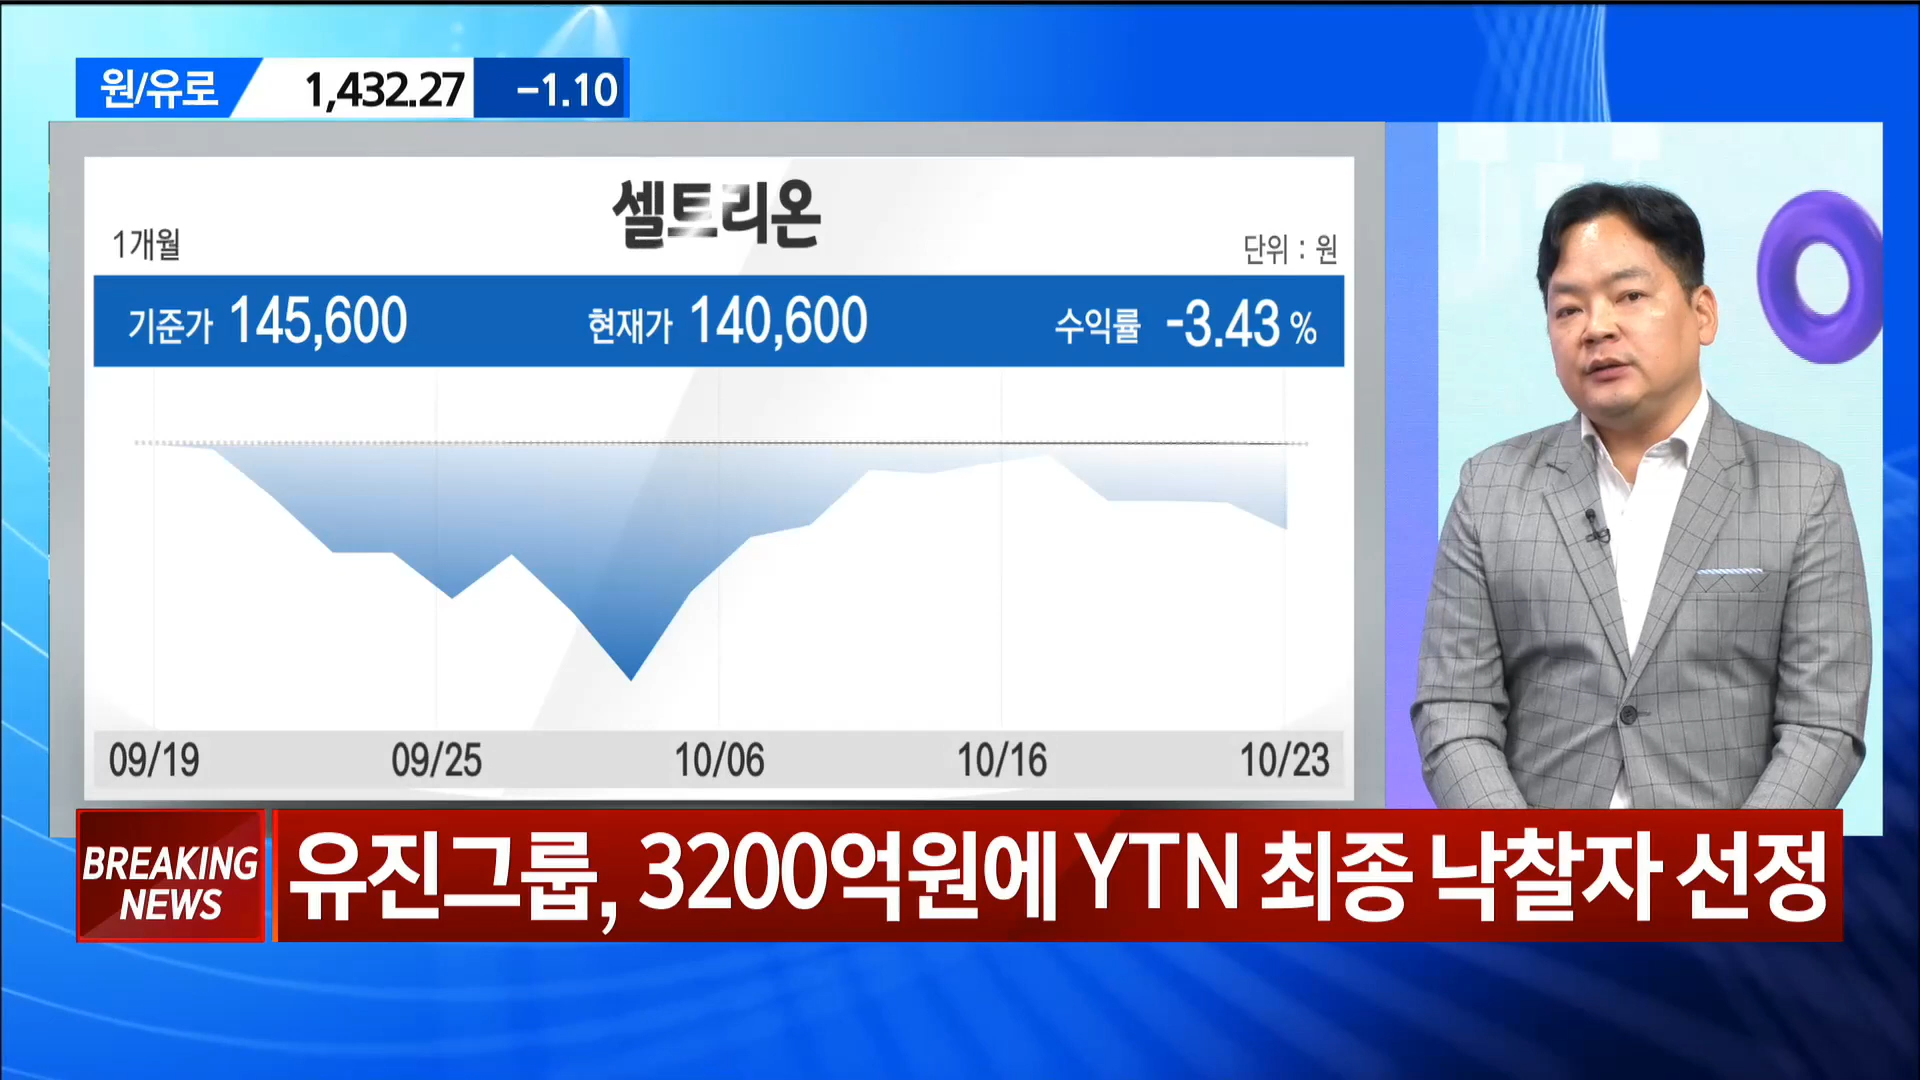 원/유로 1,432.27 -1.10
셀트리온
1개월
단위 : 원
기준가 145,600 현재가 140,600 수익률 -3.43 %
09/19 09/25 10/06 10/16 10/23
BREAKING
NEWS
유진그룹, 3200억원에 YTN 최종 낙찰자 선정